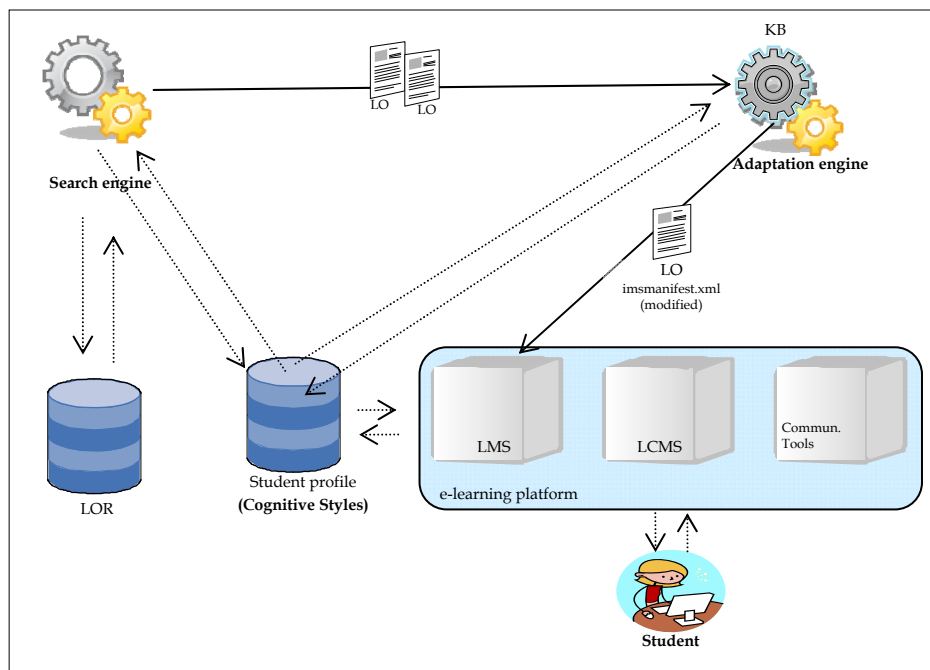 KB
LO
LO
Search engine
Adaptation engine
LO
imsmanifest.xml
(modified)
LMS
LCMS
Commun.
Tools
e-learning platform
LOR
Student profile
(Cognitive Styles)
Student